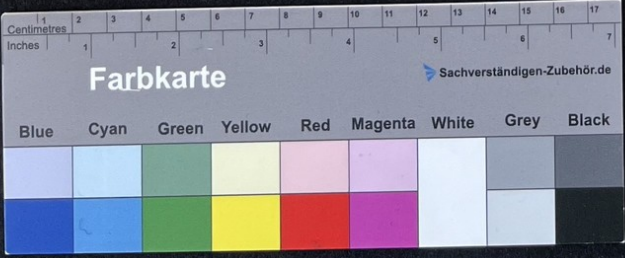 1 2 3 4 5 6 7 8 9 10 11 12 13 14 15 16 17
Centimetres
Inches 1 2 3 4 5 6 7
Farbkarte
Sachverständigen-Zubehör.de
Blue Cyan Green Yellow Red Magenta White Grey Black